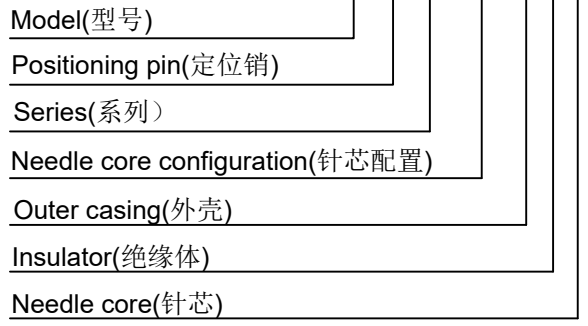 Model(型号)
Positioning pin(定位销)
Series(系列）
Needle core configuration(针芯配置)
Outer casing(外壳)
Insulator(绝缘体)
Needle core(针芯)